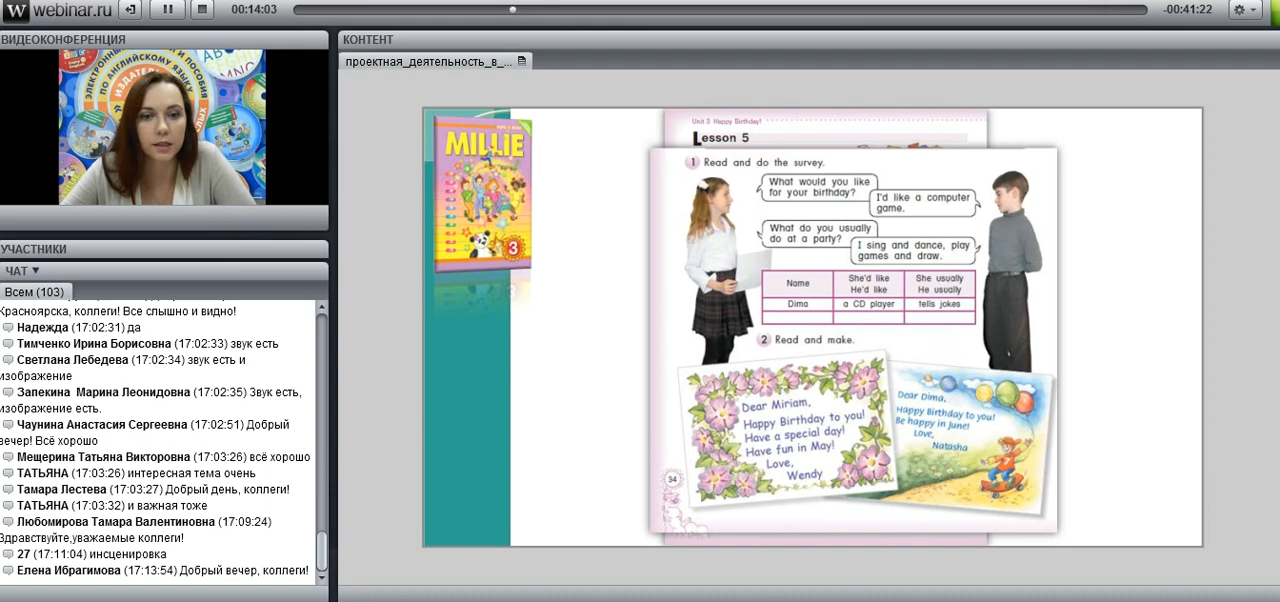 W webinar.ru
00:14:03
-00:41:22
ВИДЕОКОНФЕРЕНЦИЯ
ЭЛЕКТРОННЫЕ
ПОСОБИЯ
ПО АНГЛИЙСКОМУ ЯЗЫКУ
УЧАСТНИКИ
ЧАТ
Всем (103)
Красноярска, коллеги! Все слышно и видно!
Надежда (17:02:31) да
Тимченко Ирина Борисовна (17:02:33) звук есть
Светлана Лебедева (17:02:34) звук есть и
изображение
Запекина Марина Леонидовна (17:02:35) Звук есть,
изображение есть.
Чаунина Анастасия Сергеевна (17:02:51) Добрый
вечер! Всё хорошо
Мещерина Татьяна Викторовна (17:03:26) всё хорошо
ТАТЬЯНА (17:03:26) интересная тема очень
Тамара Лестева (17:03:27) Добрый день, коллеги!
ТАТЬЯНА (17:03:32) и важная тоже
Любомирова Тамара Валентиновна (17:09:24)
Здравствуйте,уважаемые коллеги!
27 (17:11:04) инсценировка
Елена Ибрагимова (17:13:54) Добрый вечер, коллеги!
КОНТЕНТ
проектная_деятельность_в_...
MILLIE
3
Unit 3 Happy Birthday!
Lesson 5
1 Read and do the survey.
What would you like
for your birthday?
I'd like a computer
game.
What do you usually
do at a party?
I sing and dance, play
games and draw.
Name She'd like He'd like She usually He usually
Dima a CD player tells jokes
2 Read and make.
Dear Miriam,
Happy Birthday to you!
Have a special day!
Have fun in May!
Love,
Wendy
Dear Dima,
Happy Birthday to you!
Be happy in June!
Love,
Natasha
34